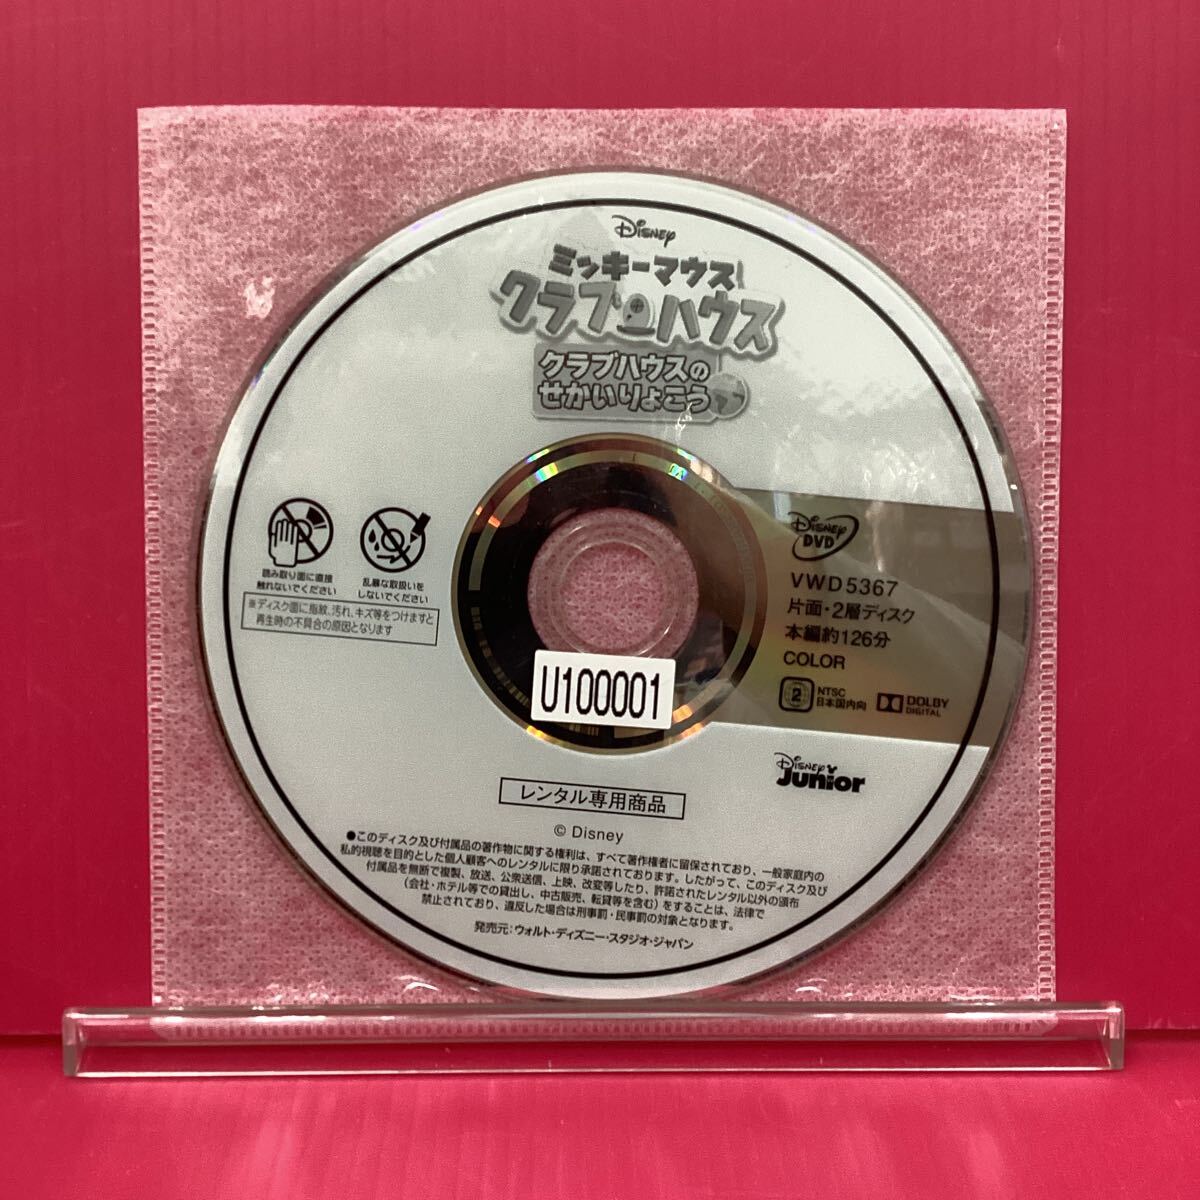 Disney
ミッキーマウス
クラブハウス
クラブハウスの
せかいりょこう
読み取り面に直接
触れないでください
乱暴な取扱いを
しないでください
※ディスク面に指紋、汚れ、キズ等をつけますと
再生時の不具合の原因となります
Disney
DVD
VWD5367
片面・2層ディスク
本編約126分
COLOR
2
NTSC
日本国内向
DOLBY
DIGITAL
U100001
Disney
Junior
レンタル専用商品
© Disney
●このディスク及び付属品の著作物に関する権利は、すべて著作権者に留保されており、一般家庭内の
私的視聴を目的とした個人顧客へのレンタルに限り承諾されております。したがって、このディスク及び
付属品を無断で複製、放送、公衆送信、上映、改変等したり、許諾されたレンタル以外の頒布
(会社・ホテル等での貸出し、中古販売、転貸等を含む)をすることは、法律で
禁止されており、違反した場合は刑事罰・民事罰の対象となります。
発売元:ウォルト・ディズニー・スタジオ・ジャパン